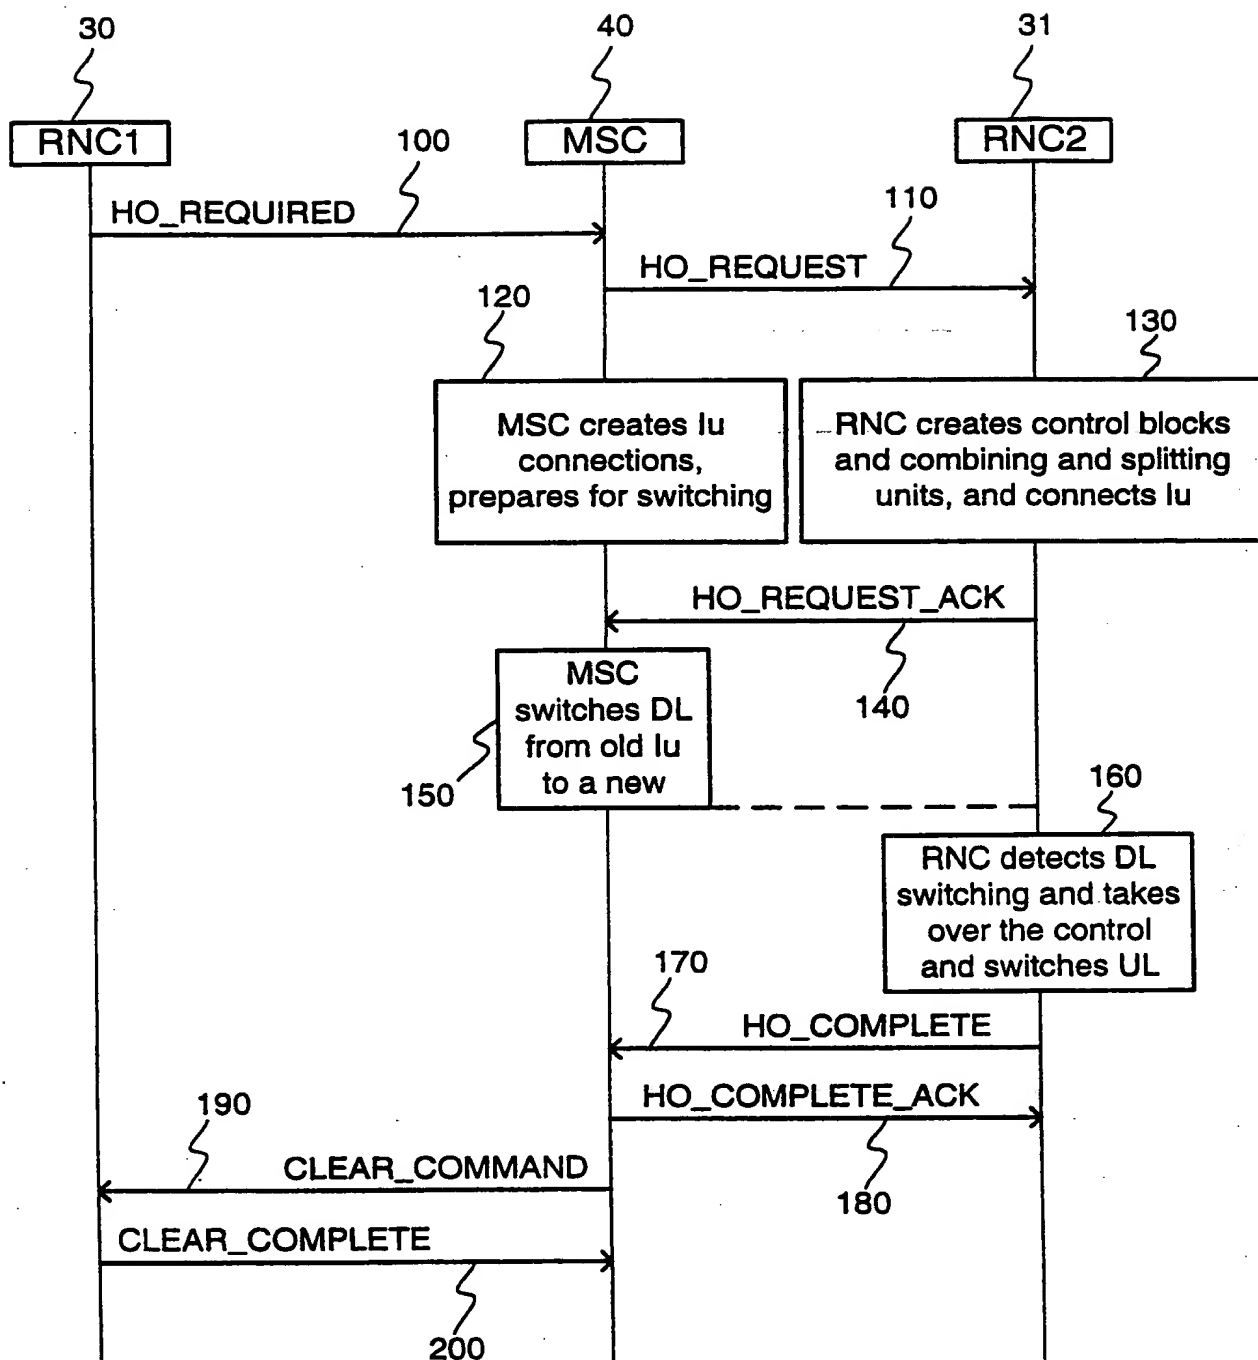 30
40
31
RNC1
MSC
RNC2
100
HO_REQUIRED
110
HO_REQUEST
120
130
MSC creates Iu
connections,
prepares for switching
RNC creates control blocks
and combining and splitting
units, and connects Iu
HO_REQUEST_ACK
140
MSC
switches DL
from old Iu
to a new
150
160
RNC detects DL
switching and takes
over the control
and switches UL
170
HO_COMPLETE
HO_COMPLETE_ACK
180
190
CLEAR_COMMAND
CLEAR_COMPLETE
200